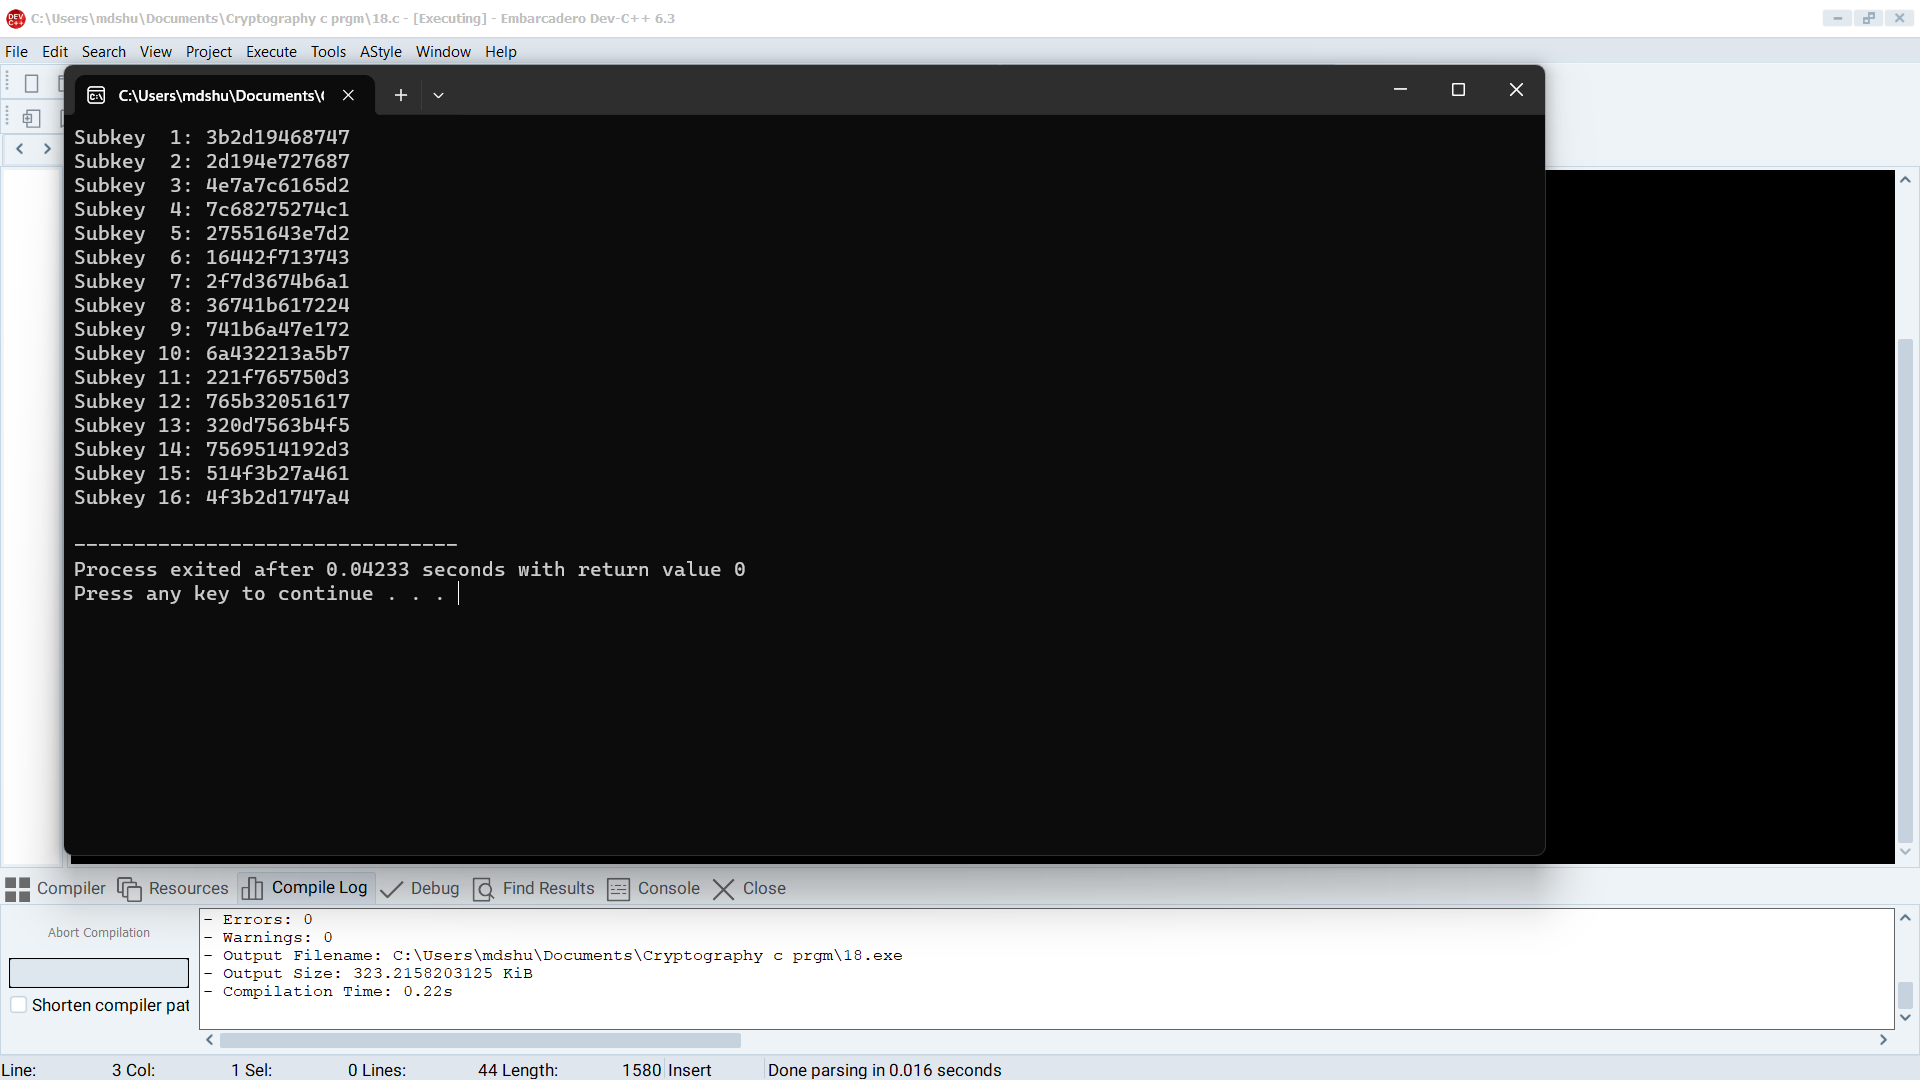 C:\Users\mdshu\Documents\Cryptography c prgm\18.c - [Executing] - Embarcadero Dev-C++ 6.3
File Edit Search View Project Execute Tools AStyle Window Help
C:\Users\mdshu\Documents\(
Subkey  1: 3b2d19468747
Subkey  2: 2d194e727687
Subkey  3: 4e7a7c6165d2
Subkey  4: 7c68275274c1
Subkey  5: 27551643e7d2
Subkey  6: 16442f713743
Subkey  7: 2f7d3674b6a1
Subkey  8: 36741b617224
Subkey  9: 741b6a47e172
Subkey 10: 6a432213a5b7
Subkey 11: 221f765750d3
Subkey 12: 765b32051617
Subkey 13: 320d7563b4f5
Subkey 14: 7569514192d3
Subkey 15: 514f3b27a461
Subkey 16: 4f3b2d1747a4
--------------------------------
Process exited after 0.04233 seconds with return value 0
Press any key to continue . . .
Compiler Resources Compile Log Debug Find Results Console Close
Abort Compilation
Shorten compiler pat
- Errors: 0
- Warnings: 0
- Output Filename: C:\Users\mdshu\Documents\Cryptography c prgm\18.exe
- Output Size: 323.2158203125 KiB
- Compilation Time: 0.22s
Line: 3 Col: 1 Sel: 0 Lines: 44 Length: 1580 Insert Done parsing in 0.016 seconds